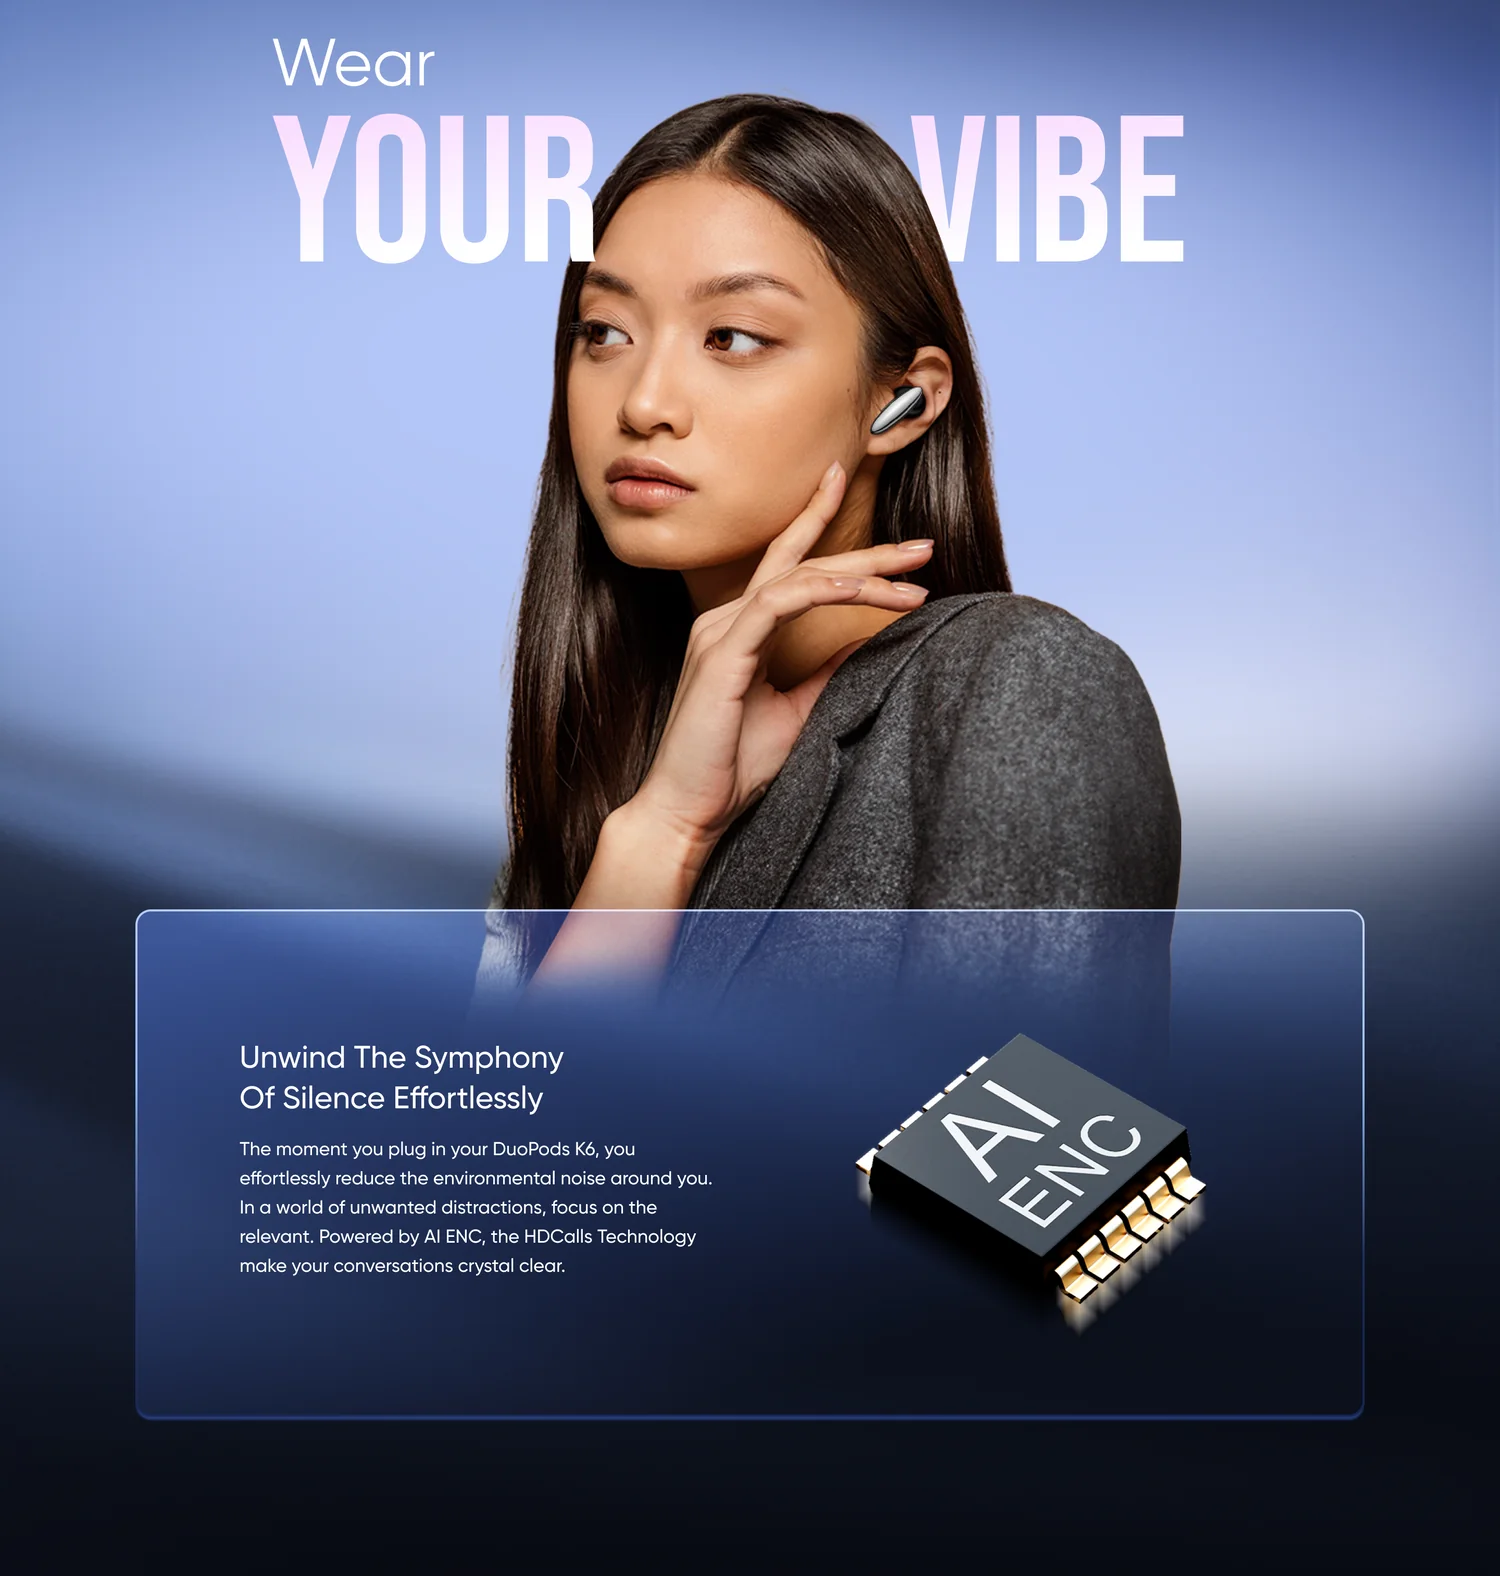 Wear
YOUR VIBE
Unwind The Symphony
Of Silence Effortlessly
The moment you plug in your DuoPods K6, you
effortlessly reduce the environmental noise around you.
In a world of unwanted distractions, focus on the
relevant. Powered by AI ENC, the HDCalls Technology
make your conversations crystal clear.
AI
ENC